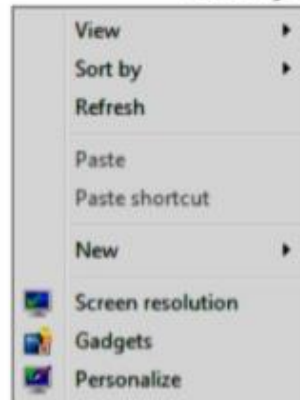 View
Sort by
Refresh
Paste
Paste shortcut
New
Screen resolution
Gadgets
Personalize